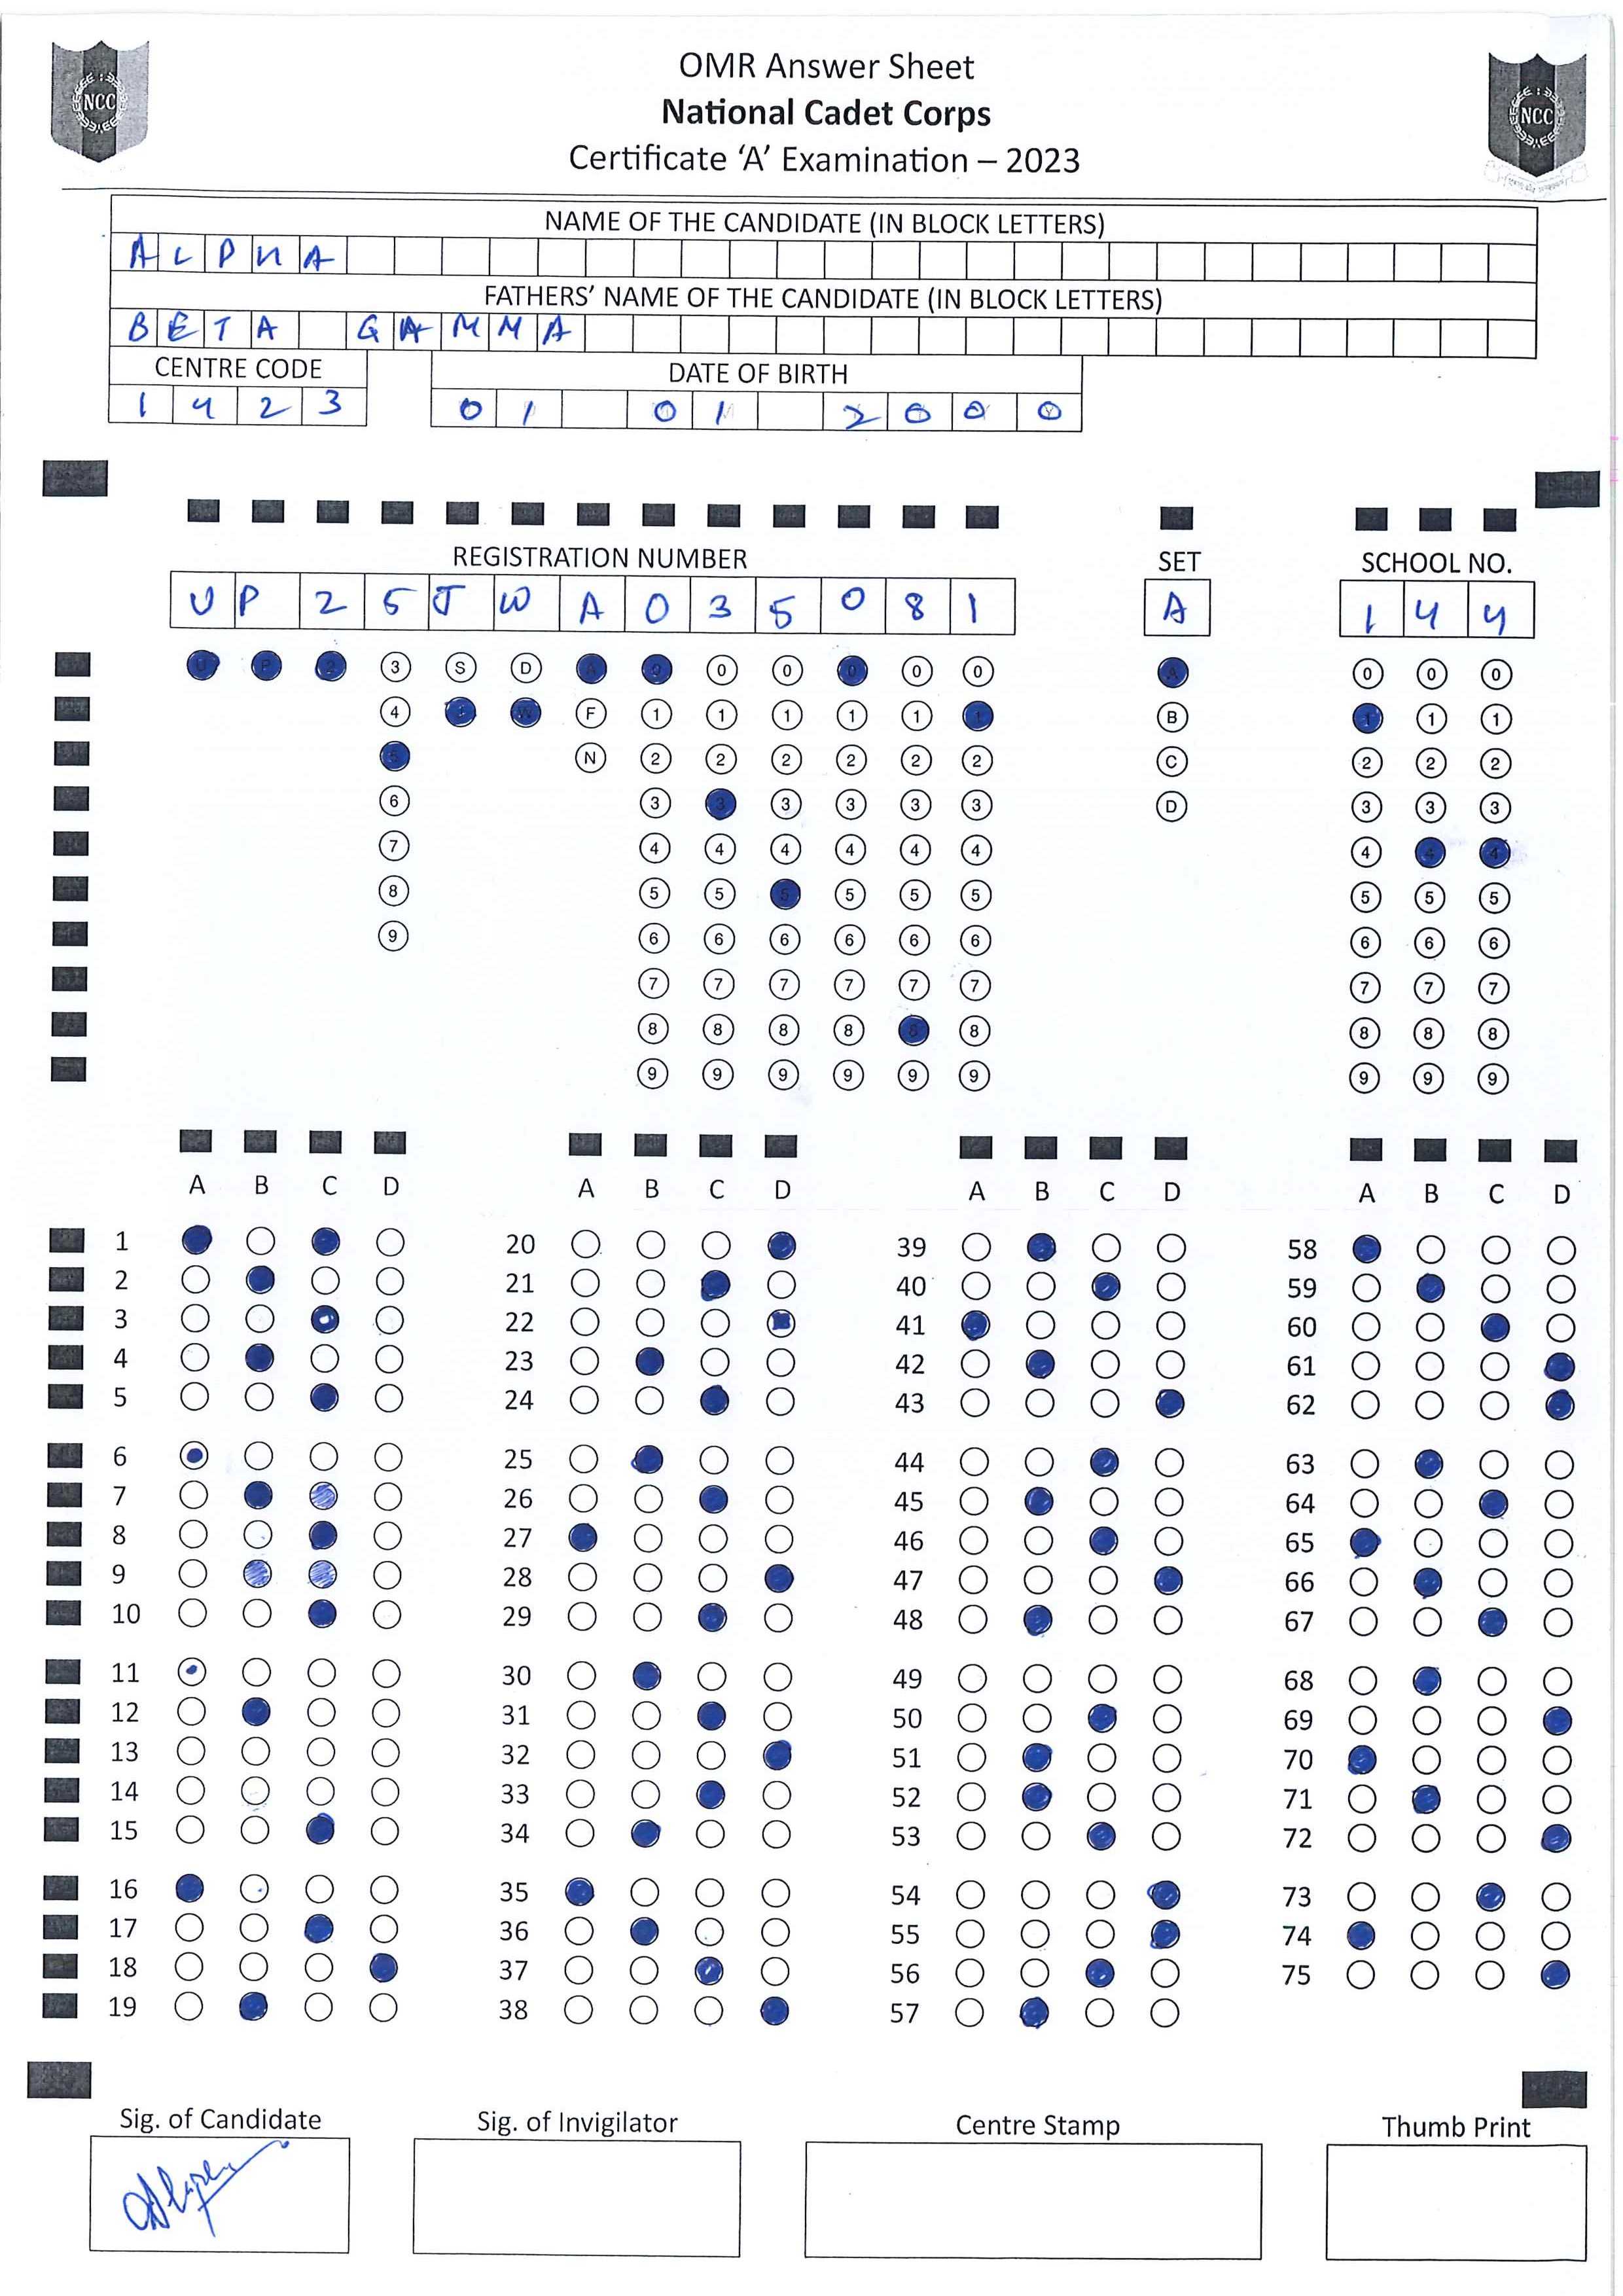 OMR Answer Sheet
National Cadet Corps
Certificate ‘A’ Examination – 2023
NCC
NCC
NAME OF THE CANDIDATE (IN BLOCK LETTERS)
ALPHA
FATHERS’ NAME OF THE CANDIDATE (IN BLOCK LETTERS)
BETA GAMMA
CENTRE CODE DATE OF BIRTH
1 4 2 3 0 1 0 1 2 0 0 0
REGISTRATION NUMBER SET SCHOOL NO.
U P 2 5 J W A 0 3 5 0 8 1 A 1 4 4
U P 2 3 S D A 0 0 0 0 0 0 A 0 0 0
4 J W F 1 1 1 1 1 1 B 1 1 1
5 N 2 2 2 2 2 2 C 2 2 2
6 3 3 3 3 3 3 D 3 3 3
7 4 4 4 4 4 4 4 4 4
8 5 5 5 5 5 5 5 5 5
9 6 6 6 6 6 6 6 6 6
7 7 7 7 7 7 7 7 7
8 8 8 8 8 8 8 8 8
9 9 9 9 9 9 9 9 9
A B C D A B C D A B C D A B C D
1 20 39 58
2 21 40 59
3 22 41 60
4 23 42 61
5 24 43 62
6 25 44 63
7 26 45 64
8 27 46 65
9 28 47 66
10 29 48 67
11 30 49 68
12 31 50 69
13 32 51 70
14 33 52 71
15 34 53 72
16 35 54 73
17 36 55 74
18 37 56 75
19 38 57
Sig. of Candidate Sig. of Invigilator Centre Stamp Thumb Print
Alpha